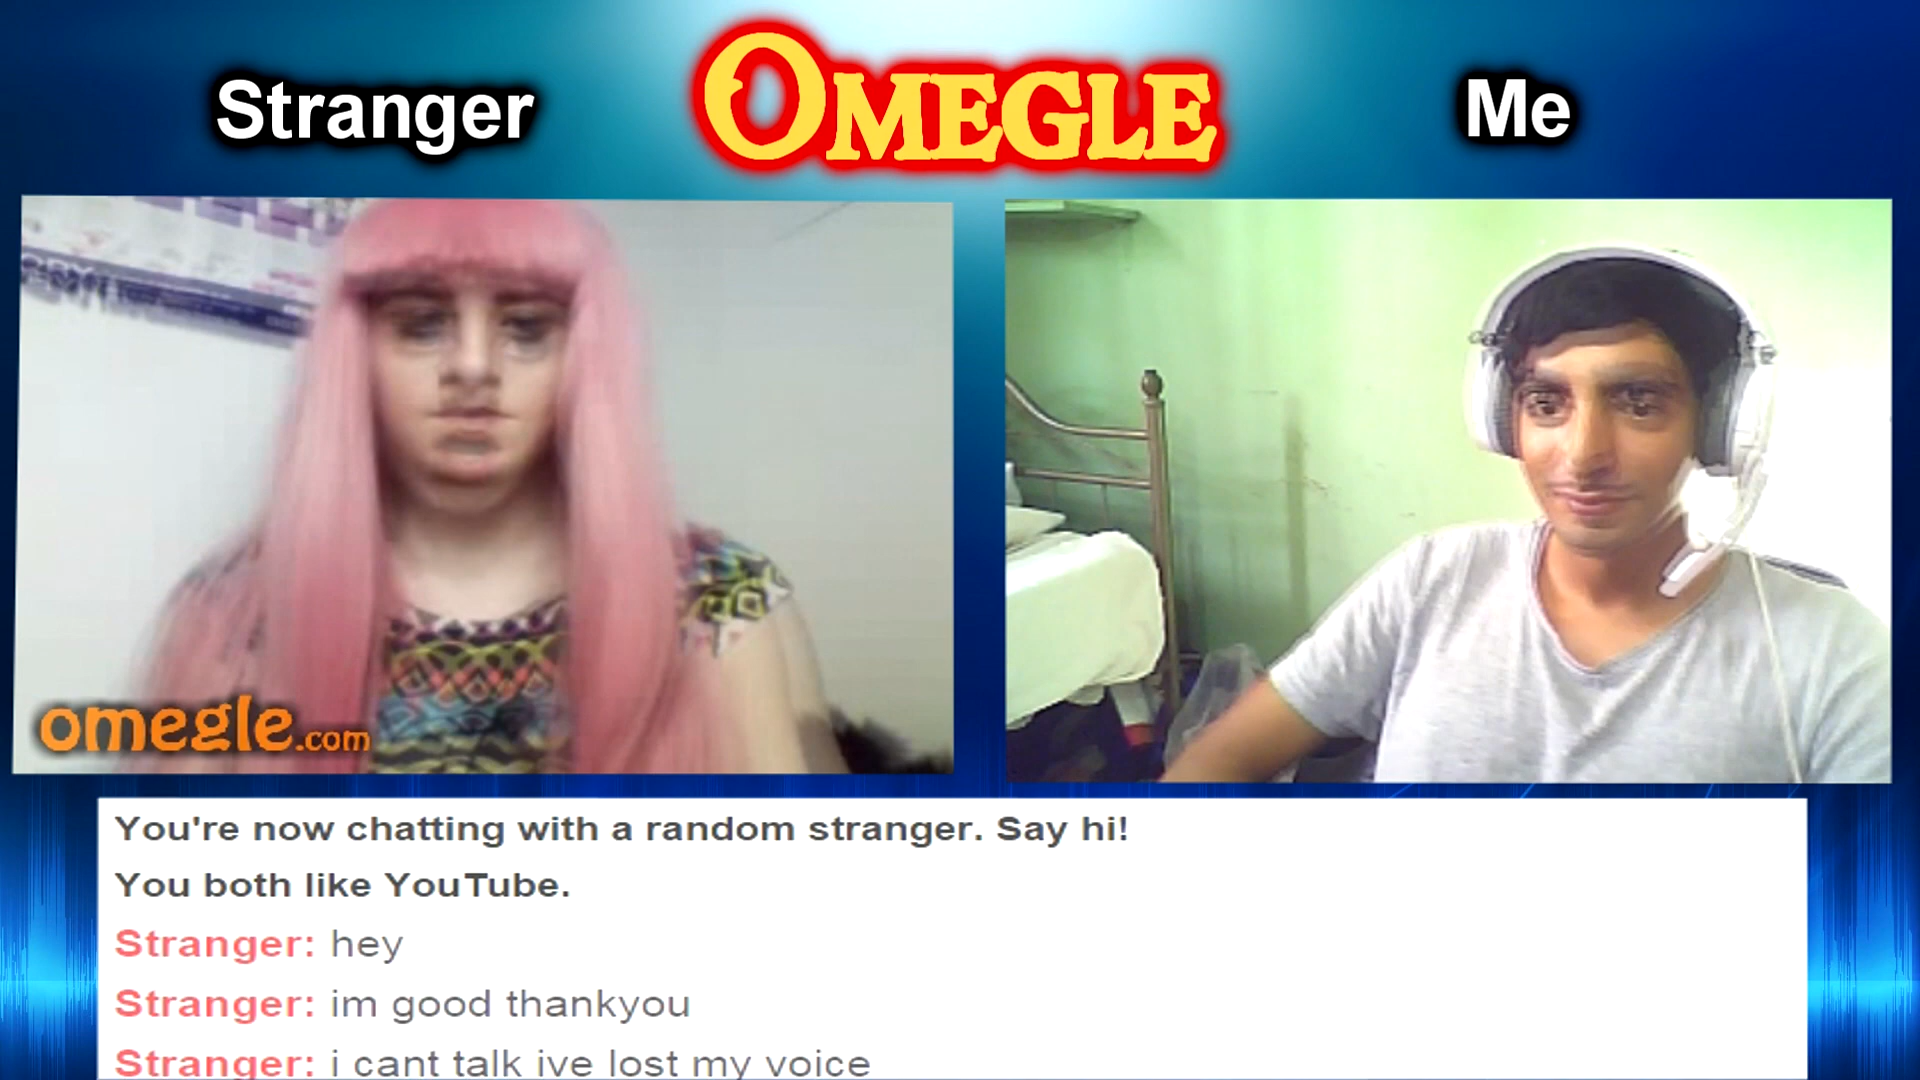 Stranger
OMEGLE
Me
omegle.com
You're now chatting with a random stranger. Say hi!
You both like YouTube.
Stranger: hey
Stranger: im good thankyou
Stranger: i cant talk ive lost my voice